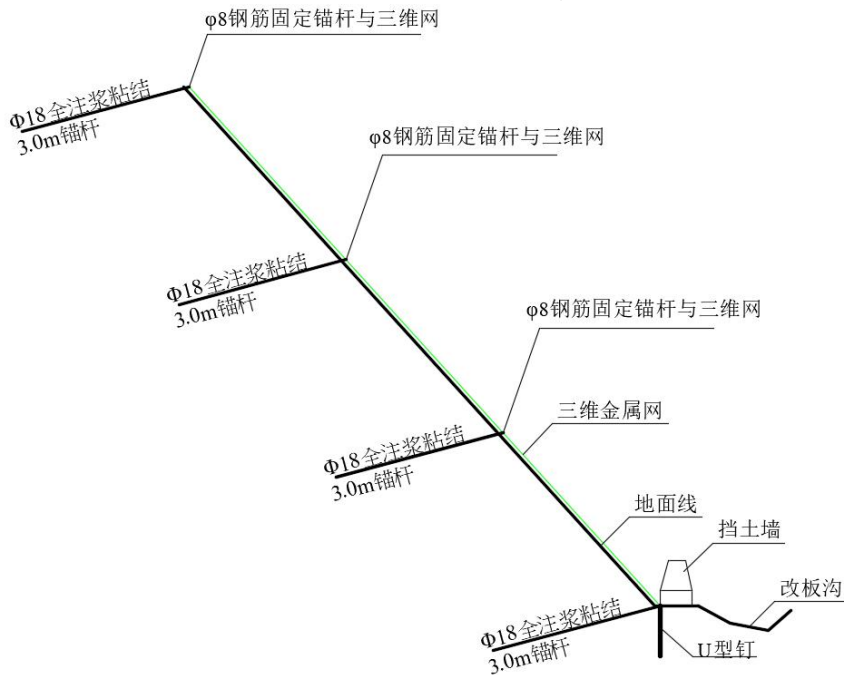 φ8钢筋固定锚杆与三维网
Φ18全注浆粘结
3.0m锚杆
φ8钢筋固定锚杆与三维网
Φ18全注浆粘结
3.0m锚杆
φ8钢筋固定锚杆与三维网
三维金属网
Φ18全注浆粘结
3.0m锚杆
地面线
挡土墙
改板沟
Φ18全注浆粘结
3.0m锚杆
U型钉